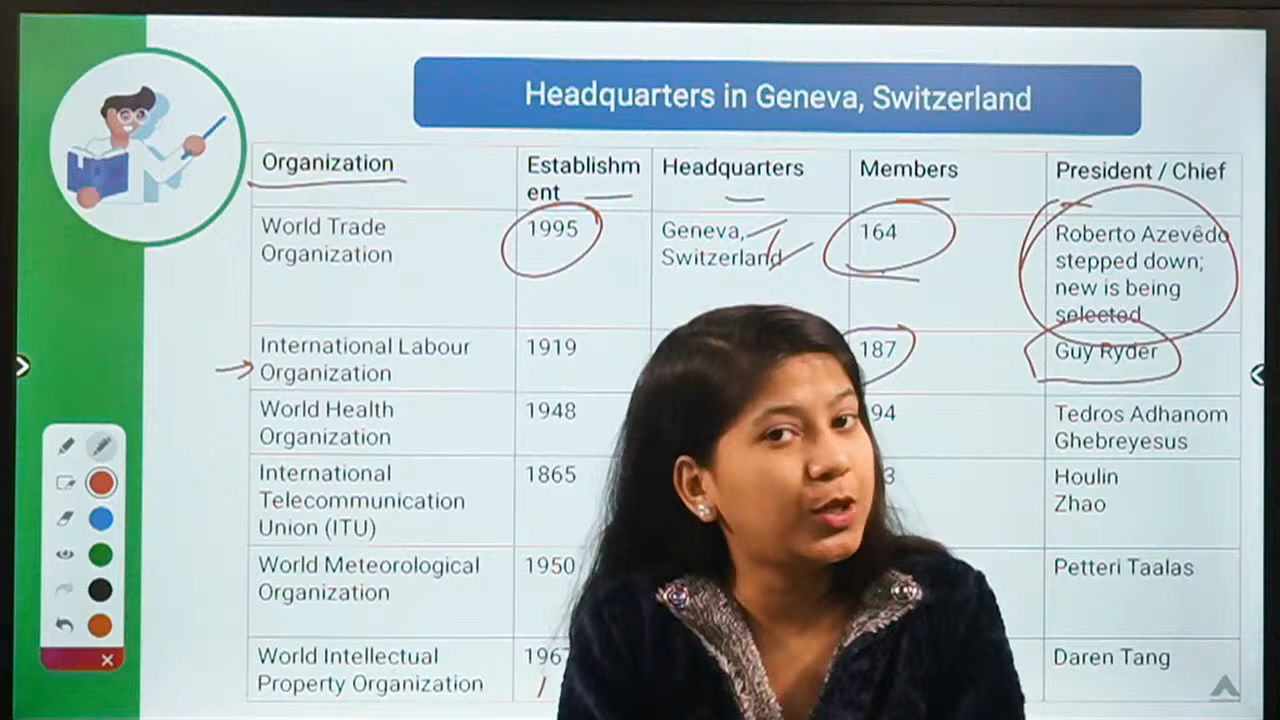 Headquarters in Geneva, Switzerland
Organization
Establishm
ent
Headquarters
Members
President / Chief
World Trade
Organization
1995
Geneva,
Switzerland
164
Roberto Azevêdo
stepped down;
new is being
selected
International Labour
Organization
1919
187
Guy Ryder
World Health
Organization
1948
94
Tedros Adhanom
Ghebreyesus
International
Telecommunication
Union (ITU)
1865
3
Houlin
Zhao
World Meteorological
Organization
1950
Petteri Taalas
World Intellectual
Property Organization
1967
Daren Tang